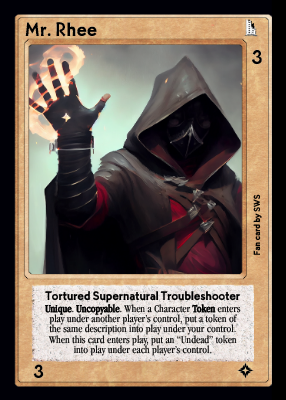 Mr. Rhee
3
Fan card by SWS
Tortured Supernatural Troubleshooter
Unique. Uncopyable. When a Character Token enters
play under another player's control, put a token of
the same description into play under your control.
When this card enters play, put an "Undead" token
into play under each player's control.
3